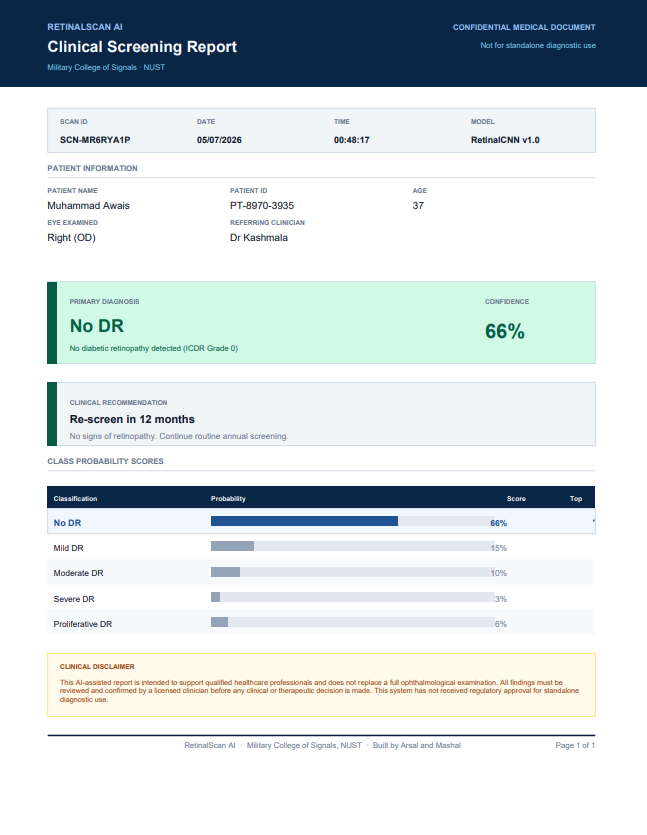 RETINALSCAN AI
CONFIDENTIAL MEDICAL DOCUMENT
Clinical Screening Report
Not for standalone diagnostic use
Military College of Signals · NUST
SCAN ID DATE TIME MODEL
SCN-MR6RYA1P 05/07/2026 00:48:17 RetinalCNN v1.0
PATIENT INFORMATION
PATIENT NAME PATIENT ID AGE
Muhammad Awais PT-8970-3935 37
EYE EXAMINED REFERRING CLINICIAN
Right (OD) Dr Kashmala
PRIMARY DIAGNOSIS CONFIDENCE
No DR 66%
No diabetic retinopathy detected (ICDR Grade 0)
CLINICAL RECOMMENDATION
Re-screen in 12 months
No signs of retinopathy. Continue routine annual screening.
CLASS PROBABILITY SCORES
Classification Probability Score Top
No DR 66%
Mild DR 15%
Moderate DR 10%
Severe DR 3%
Proliferative DR 6%
CLINICAL DISCLAIMER
This AI-assisted report is intended to support qualified healthcare professionals and does not replace a full ophthalmological examination. All findings must be
reviewed and confirmed by a licensed clinician before any clinical or therapeutic decision is made. This system has not received regulatory approval for standalone
diagnostic use.
RetinalScan AI · Military College of Signals, NUST · Built by Arsal and Mashal Page 1 of 1